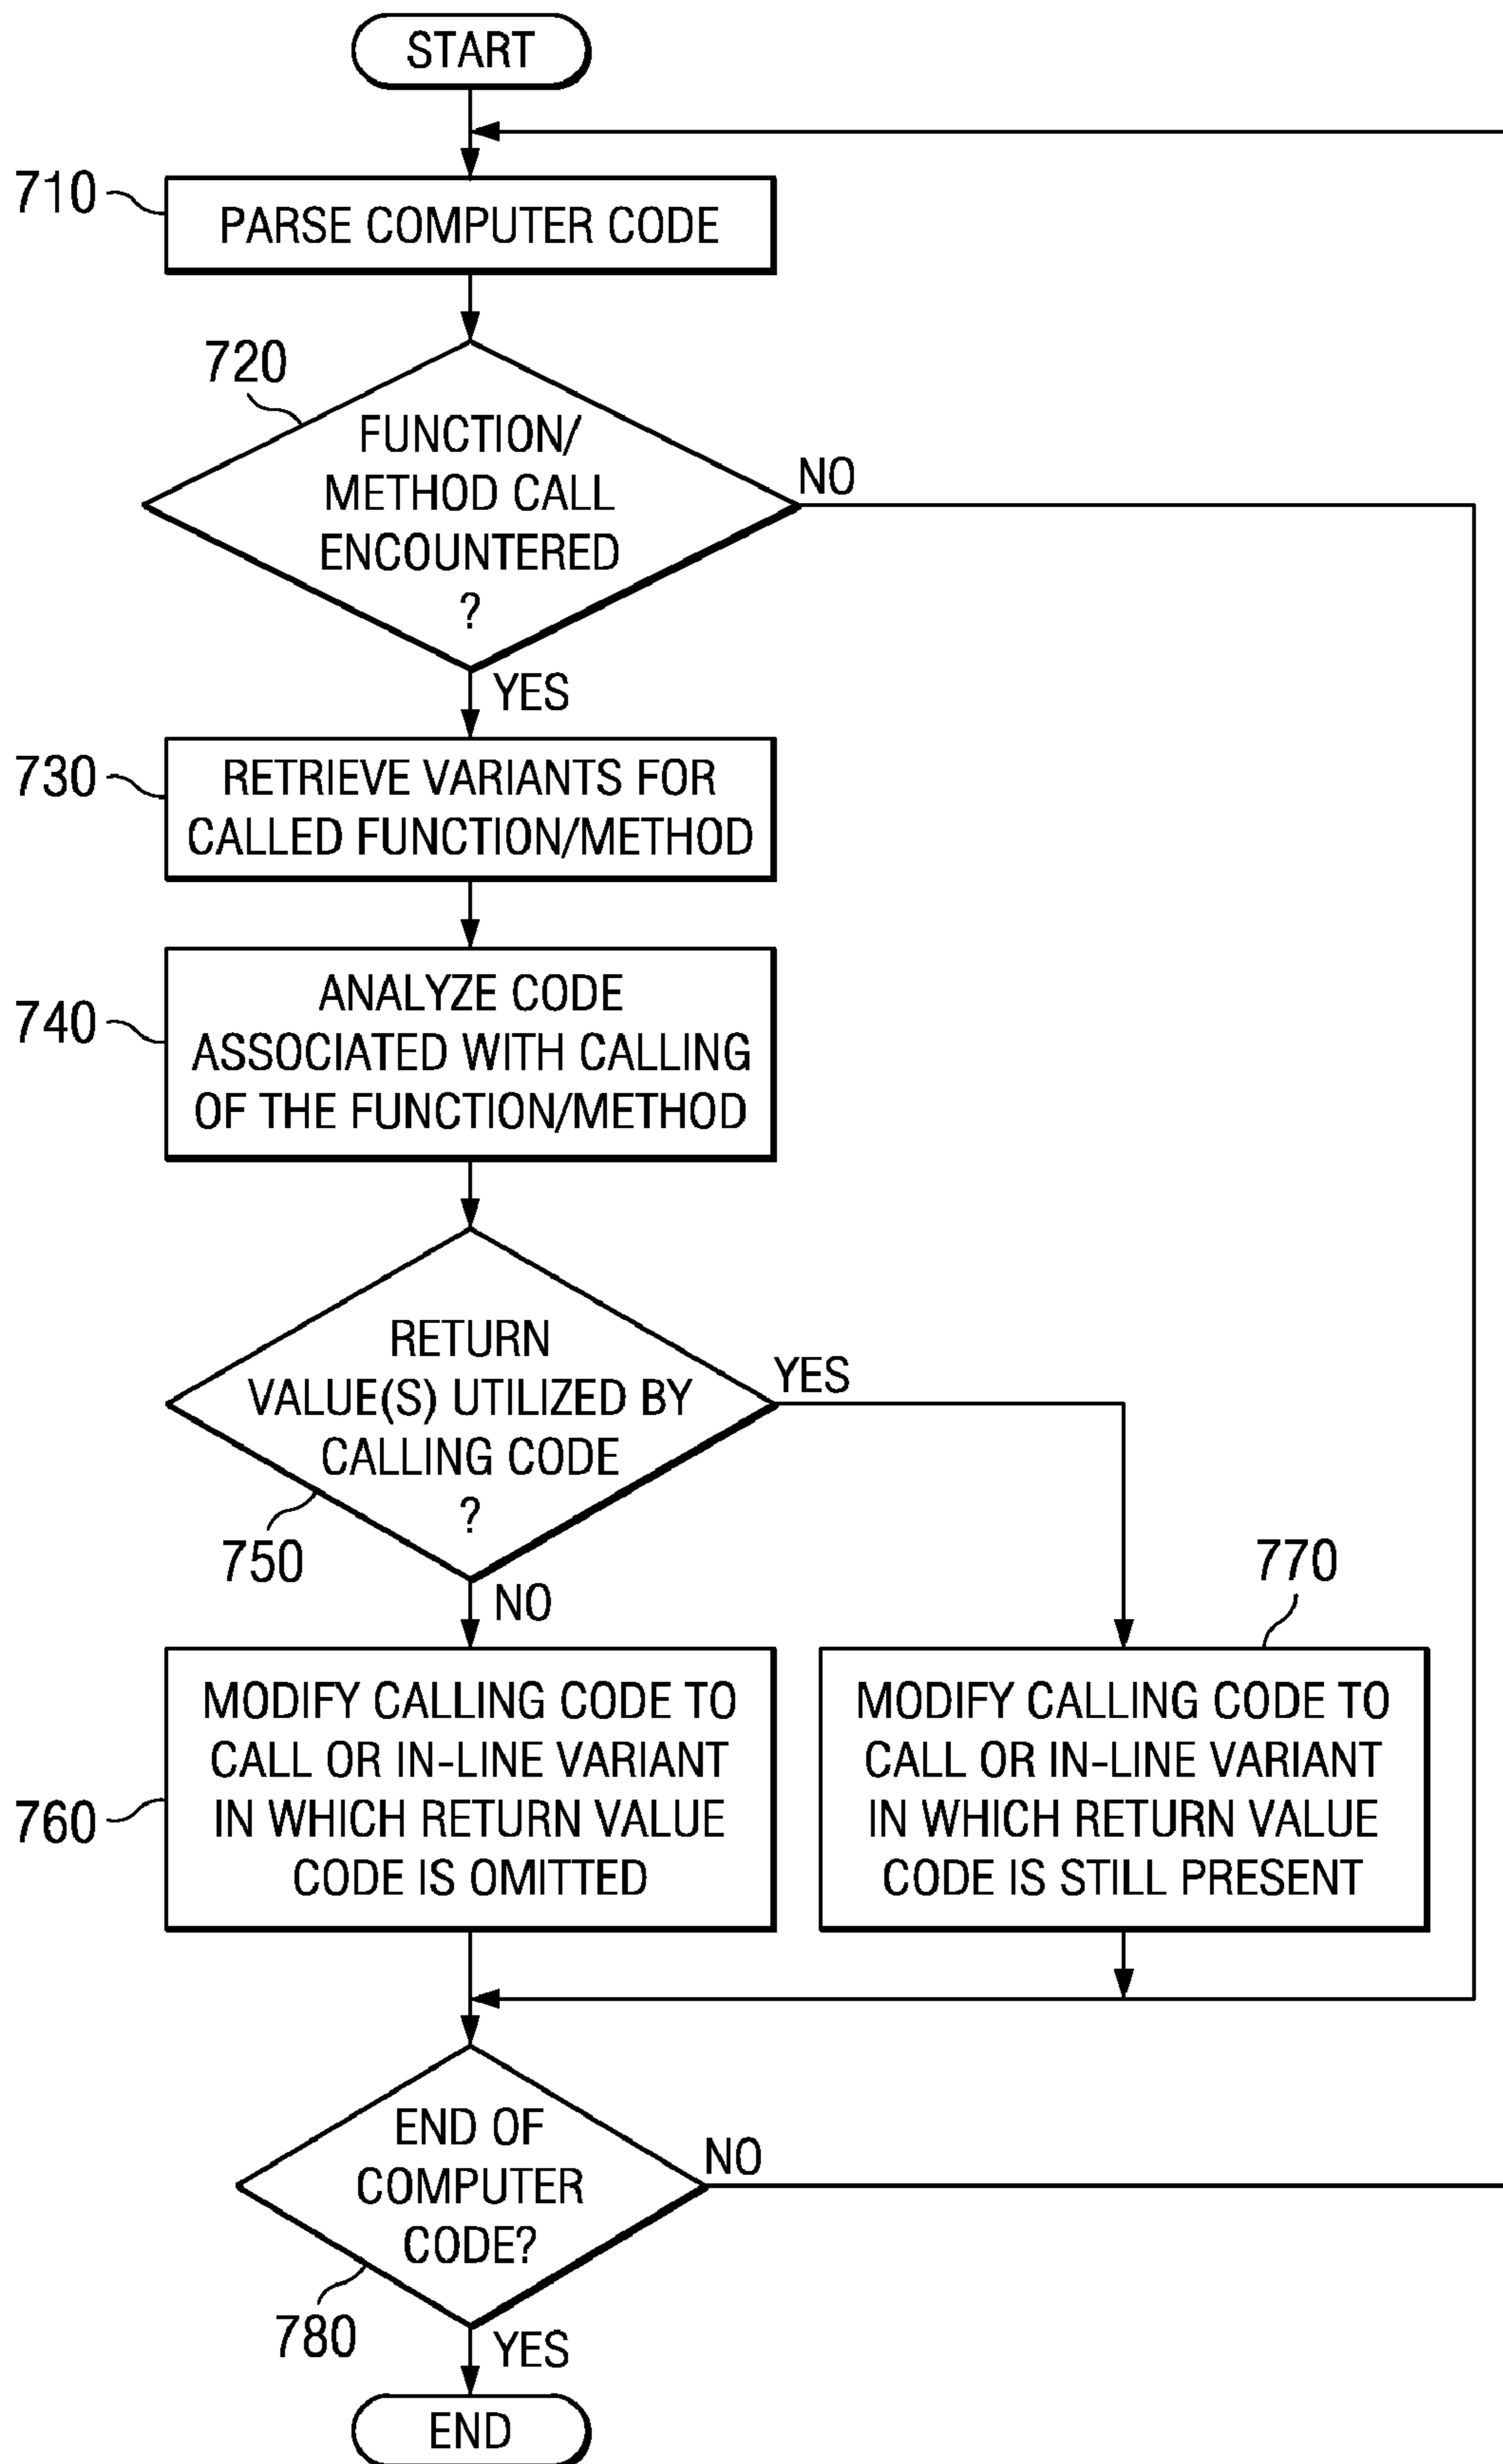 START
710
PARSE COMPUTER CODE
720
FUNCTION/
METHOD CALL
ENCOUNTERED
?
NO
YES
730
RETRIEVE VARIANTS FOR
CALLED FUNCTION/METHOD
740
ANALYZE CODE
ASSOCIATED WITH CALLING
OF THE FUNCTION/METHOD
RETURN
VALUE(S) UTILIZED BY
CALLING CODE
?
YES
750
NO
760
MODIFY CALLING CODE TO
CALL OR IN-LINE VARIANT
IN WHICH RETURN VALUE
CODE IS OMITTED
770
MODIFY CALLING CODE TO
CALL OR IN-LINE VARIANT
IN WHICH RETURN VALUE
CODE IS STILL PRESENT
END OF
COMPUTER
CODE?
NO
780
YES
END